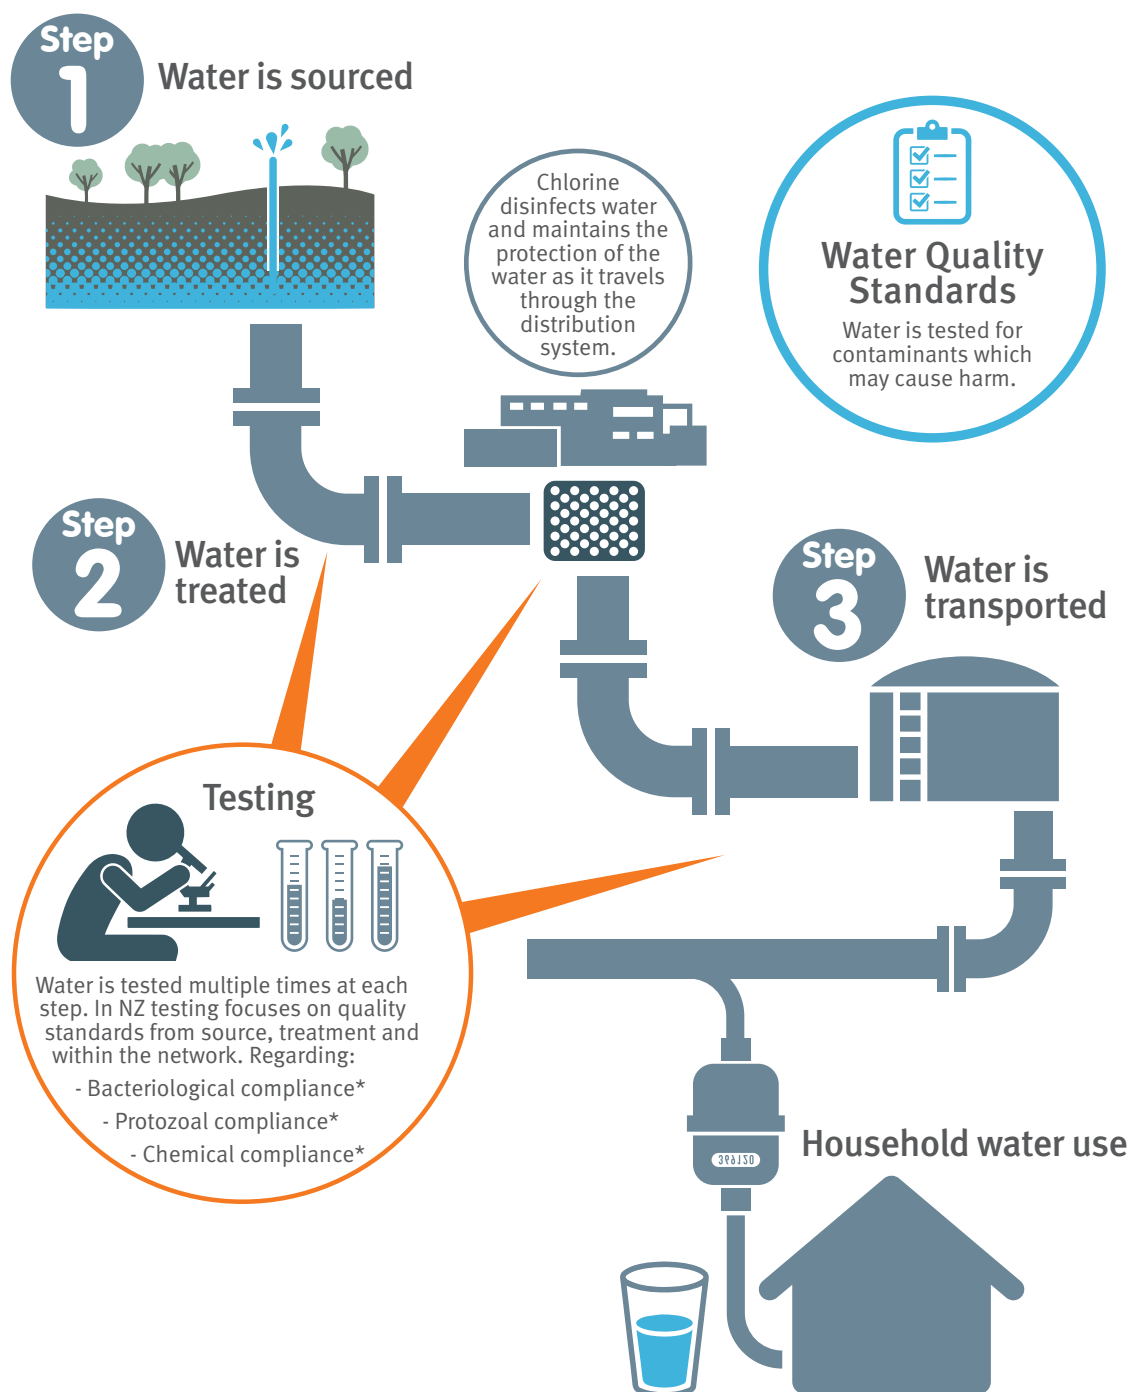 Step
1
Water is sourced
Chlorine
disinfects water
and maintains the
protection of the
water as it travels
through the
distribution
system.
Water Quality
Standards
Water is tested for
contaminants which
may cause harm.
Step
2
Water is
treated
Step
3
Water is
transported
Testing
Water is tested multiple times at each
step. In NZ testing focuses on quality
standards from source, treatment and
within the network. Regarding:
- Bacteriological compliance*
- Protozoal compliance*
- Chemical compliance*
369120
Household water use